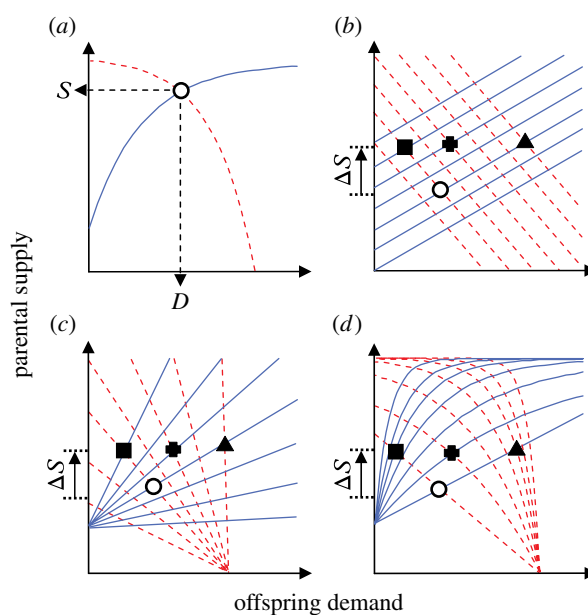 (a)
(b)
S
ΔS
D
parental supply
(c)
(d)
ΔS
ΔS
offspring demand